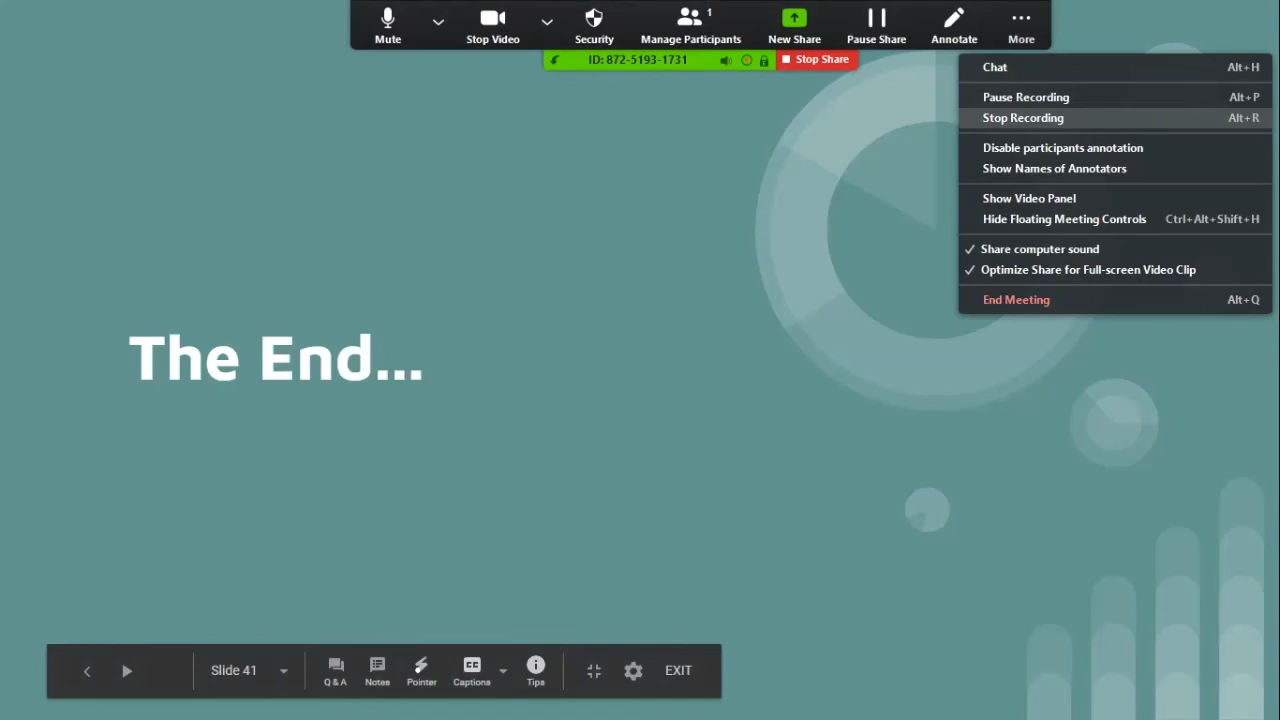 Mute
Stop Video
Security
Manage Participants
1
New Share
Pause Share
Annotate
More
ID: 872-5193-1731
Stop Share
Chat Alt+H
Pause Recording Alt+P
Stop Recording Alt+R
Disable participants annotation
Show Names of Annotators
Show Video Panel
Hide Floating Meeting Controls Ctrl+Alt+Shift+H
Share computer sound
Optimize Share for Full-screen Video Clip
End Meeting Alt+Q
The End...
Slide 41
Q & A
Notes
Pointer
CC
Captions
Tips
EXIT